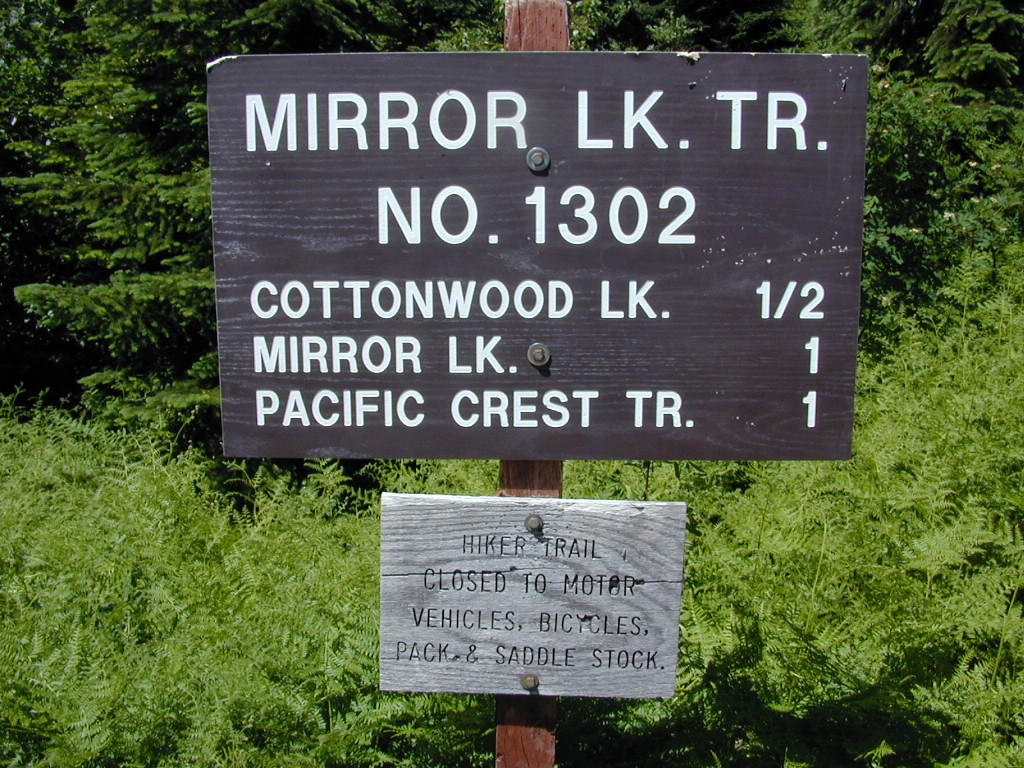 MIRROR LK. TR.
NO. 1302
COTTONWOOD LK. 1/2
MIRROR LK. 1
PACIFIC CREST TR. 1
HIKER TRAIL
CLOSED TO MOTOR
VEHICLES, BICYCLES,
PACK & SADDLE STOCK.